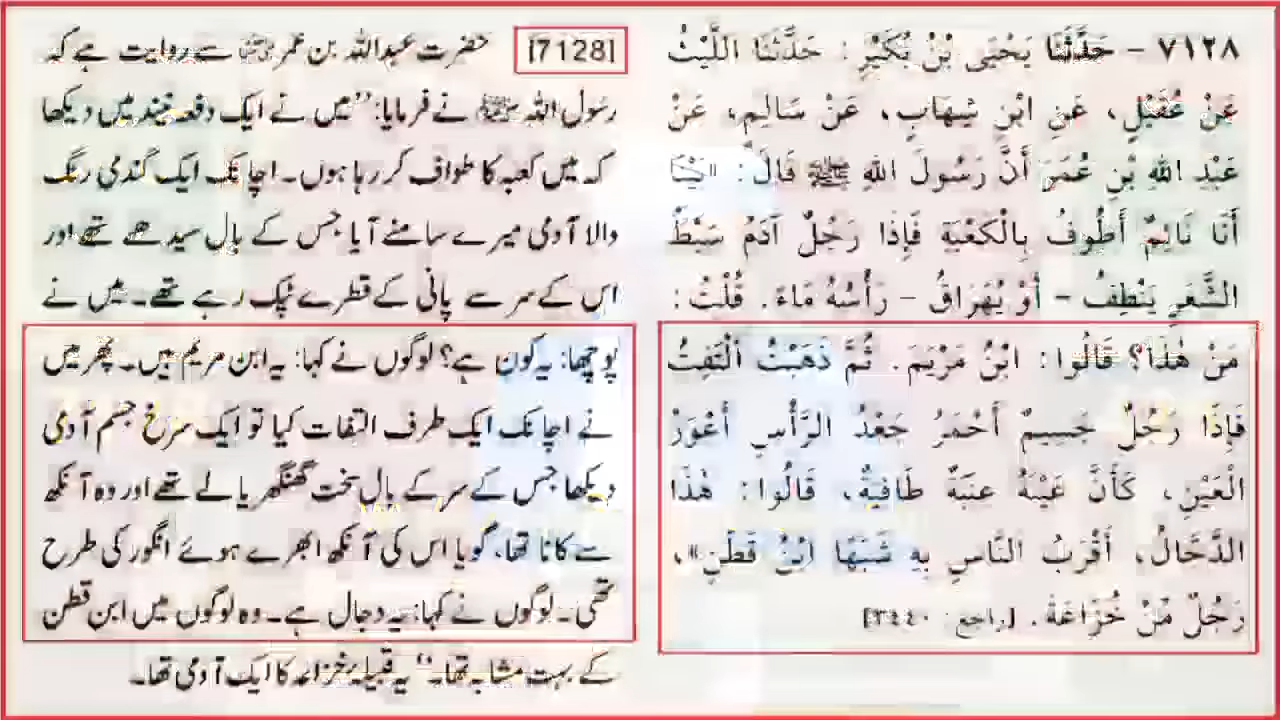 ٧١٢٨ - حَدَّثَنَا يَحْيَى بْنُ بُكَيْرٍ: حَدَّثَنَا اللَّيْثُ
عَنْ عُقَيْلٍ، عَنِ ابْنِ شِهَابٍ، عَنْ سَالِمٍ، عَنْ
عَبْدِ اللهِ بْنِ عُمَرَ أَنَّ رَسُولَ اللهِ ﷺ قَالَ: «بَيْنَا
أَنَا نَائِمٌ أَطُوفُ بِالْكَعْبَةِ فَإِذَا رَجُلٌ آدَمُ سَبْطُ
الشَّعَرِ يَنْطِفُ - أَوْ يُهَرَاقُ - رَأْسُهُ مَاءً. قُلْتُ:
مَنْ هٰذَا؟ قَالُوا: ابْنُ مَرْيَمَ. ثُمَّ ذَهَبْتُ أَلْتَفِتُ
فَإِذَا رَجُلٌ جَسِيمٌ أَحْمَرُ جَعْدُ الرَّأْسِ أَعْوَرُ
الْعَيْنِ، كَأَنَّ عَيْنَهُ عِنَبَةٌ طَافِيَةٌ، قَالُوا: هٰذَا
الدَّجَّالُ، أَقْرَبُ النَّاسِ بِهِ شَبَهًا ابْنُ قَطَنٍ»،
رَجُلٌ مِّنْ خُزَاعَةَ. [راجع: ٣٤٤٠]
[7128] حضرت عبداللہ بن عمر ؓ سے روایت ہے کہ
رسول اللہ ﷺ نے فرمایا: ”میں نے ایک دفعہ نیند میں دیکھا
کہ میں کعبہ کا طواف کر رہا ہوں۔ اچانک ایک گندمی رنگ
والا آدمی میرے سامنے آیا جس کے بال سیدھے تھے اور
اس کے سر سے پانی کے قطرے ٹپک رہے تھے۔ میں نے
پوچھا: یہ کون ہے؟ لوگوں نے کہا: یہ ابن مریم ہیں۔ پھر میں
نے اچانک ایک طرف التفات کیا تو ایک سرخ جسم آدمی
دیکھا جس کے سر کے بال سخت گھنگھریالے تھے اور وہ آنکھ
سے کانا تھا، گویا اس کی آنکھ ابھرے ہوئے انگور کی طرح
تھی۔ لوگوں نے کہا: یہ دجال ہے۔ وہ لوگوں میں ابن قطن
کے بہت مشابہ تھا۔“ یہ قبیلہ خزاعہ کا ایک آدمی تھا۔